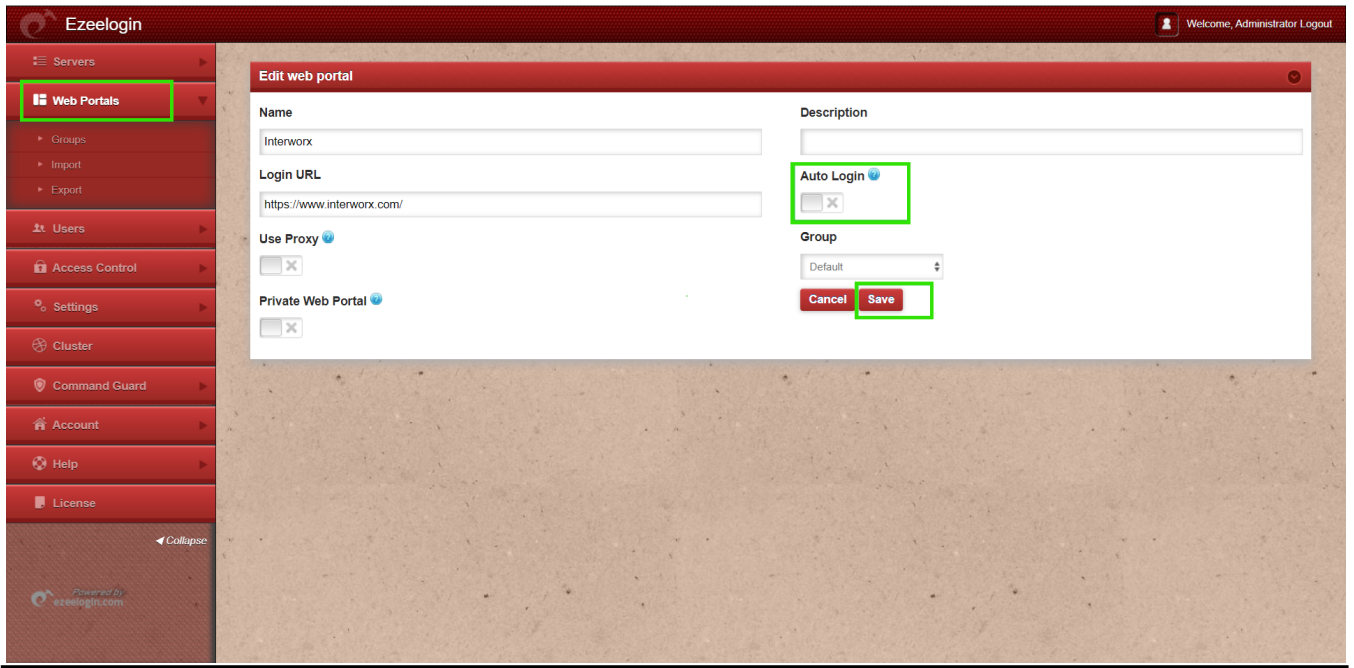 Ezeelogin
Welcome, Administrator Logout
Servers
Web Portals
Groups
Import
Export
Users
Access Control
Settings
Cluster
Command Guard
Account
Help
License
Collapse
Powered by
ezeelogin.com
Edit web portal
Name
Interworx
Description
Login URL
https://www.interworx.com/
Auto Login
Use Proxy
Group
Default
Private Web Portal
Cancel Save